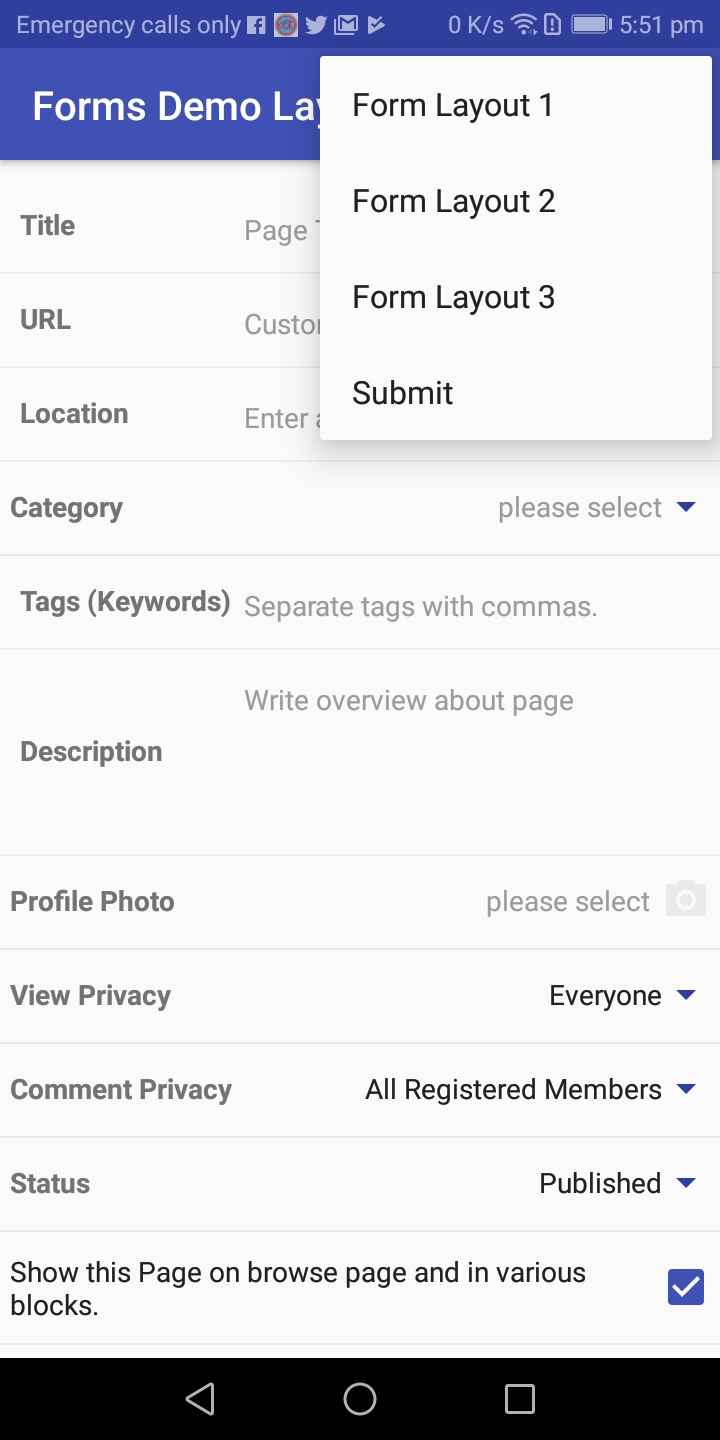 Emergency calls only 0 K/s 5:51 pm
Forms Demo Lay
Form Layout 1
Form Layout 2
Form Layout 3
Submit
Title Page
URL Custo
Location Enter
Category please select
Tags (Keywords) Separate tags with commas.
Write overview about page
Description
Profile Photo please select
View Privacy Everyone
Comment Privacy All Registered Members
Status Published
Show this Page on browse page and in various
blocks.